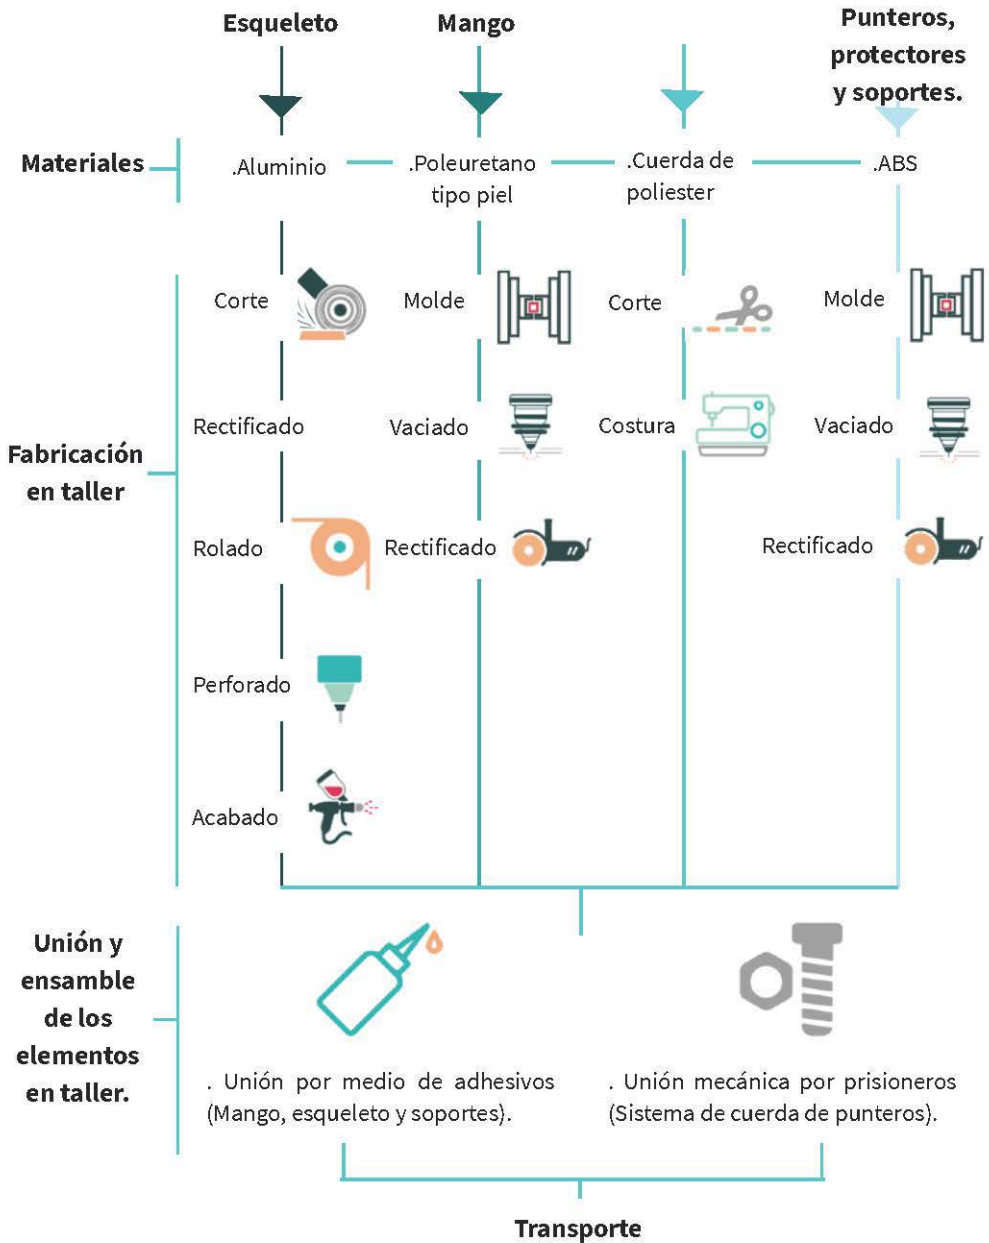 Esqueleto
Mango
Punteros,
protectores
y soportes.
Materiales
.Aluminio
.Poleuretano
tipo piel
.Cuerda de
poliester
.ABS
Fabricación
en taller
Corte
Molde
Corte
Molde
Rectificado
Vaciado
Costura
Vaciado
Rolado
Rectificado
Rectificado
Perforado
Acabado
Unión y
ensamble
de los
elementos
en taller.
. Unión por medio de adhesivos
(Mango, esqueleto y soportes).
. Unión mecánica por prisioneros
(Sistema de cuerda de punteros).
Transporte